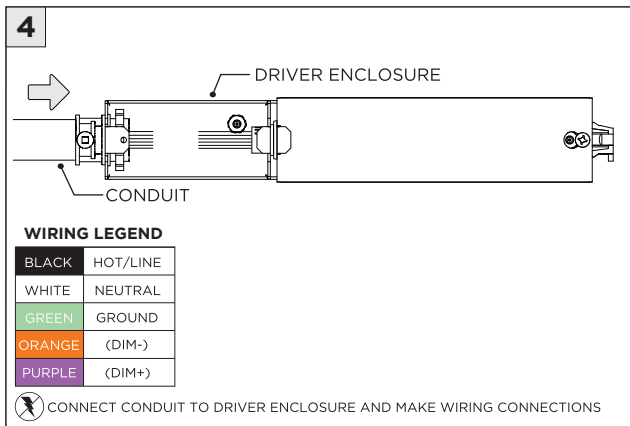 4
DRIVER ENCLOSURE
CONDUIT
WIRING LEGEND
BLACK HOT/LINE
WHITE NEUTRAL
GREEN GROUND
ORANGE (DIM-)
PURPLE (DIM+)
CONNECT CONDUIT TO DRIVER ENCLOSURE AND MAKE WIRING CONNECTIONS